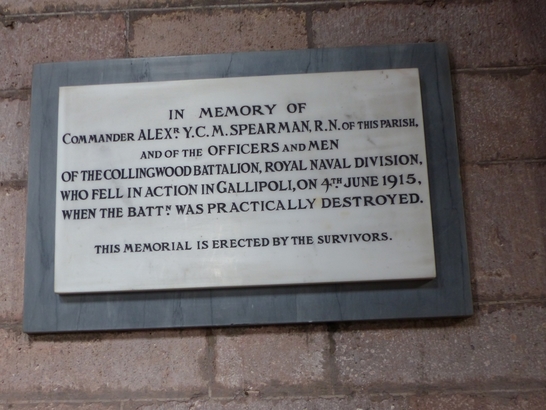 IN MEMORY OF
COMMANDER ALEXR. Y.C.M. SPEARMAN, R.N. OF THIS PARISH,
AND OF THE OFFICERS AND MEN
OF THE COLLINGWOOD BATTALION, ROYAL NAVAL DIVISION,
WHO FELL IN ACTION IN GALLIPOLI, ON 4TH JUNE 1915,
WHEN THE BATTN. WAS PRACTICALLY DESTROYED.
THIS MEMORIAL IS ERECTED BY THE SURVIVORS.